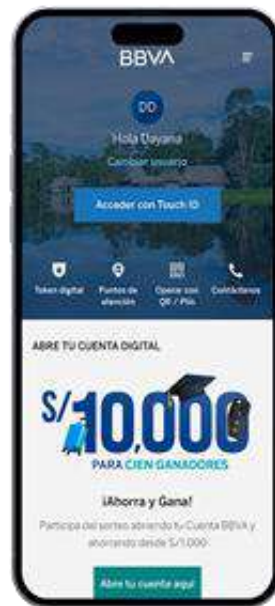 BBVA
DD
Hola Dayana
Cambiar usuario
Acceder con Touch ID
Token digital
Puntos de atención
Operar con QR / Plin
Contáctanos
ABRE TU CUENTA DIGITAL
S/10,000
PARA CIEN GANADORES
¡Ahorra y Gana!
Participa del sorteo abriendo tu Cuenta BBVA y
ahorrando desde S/1,000
Abre tu cuenta aquí